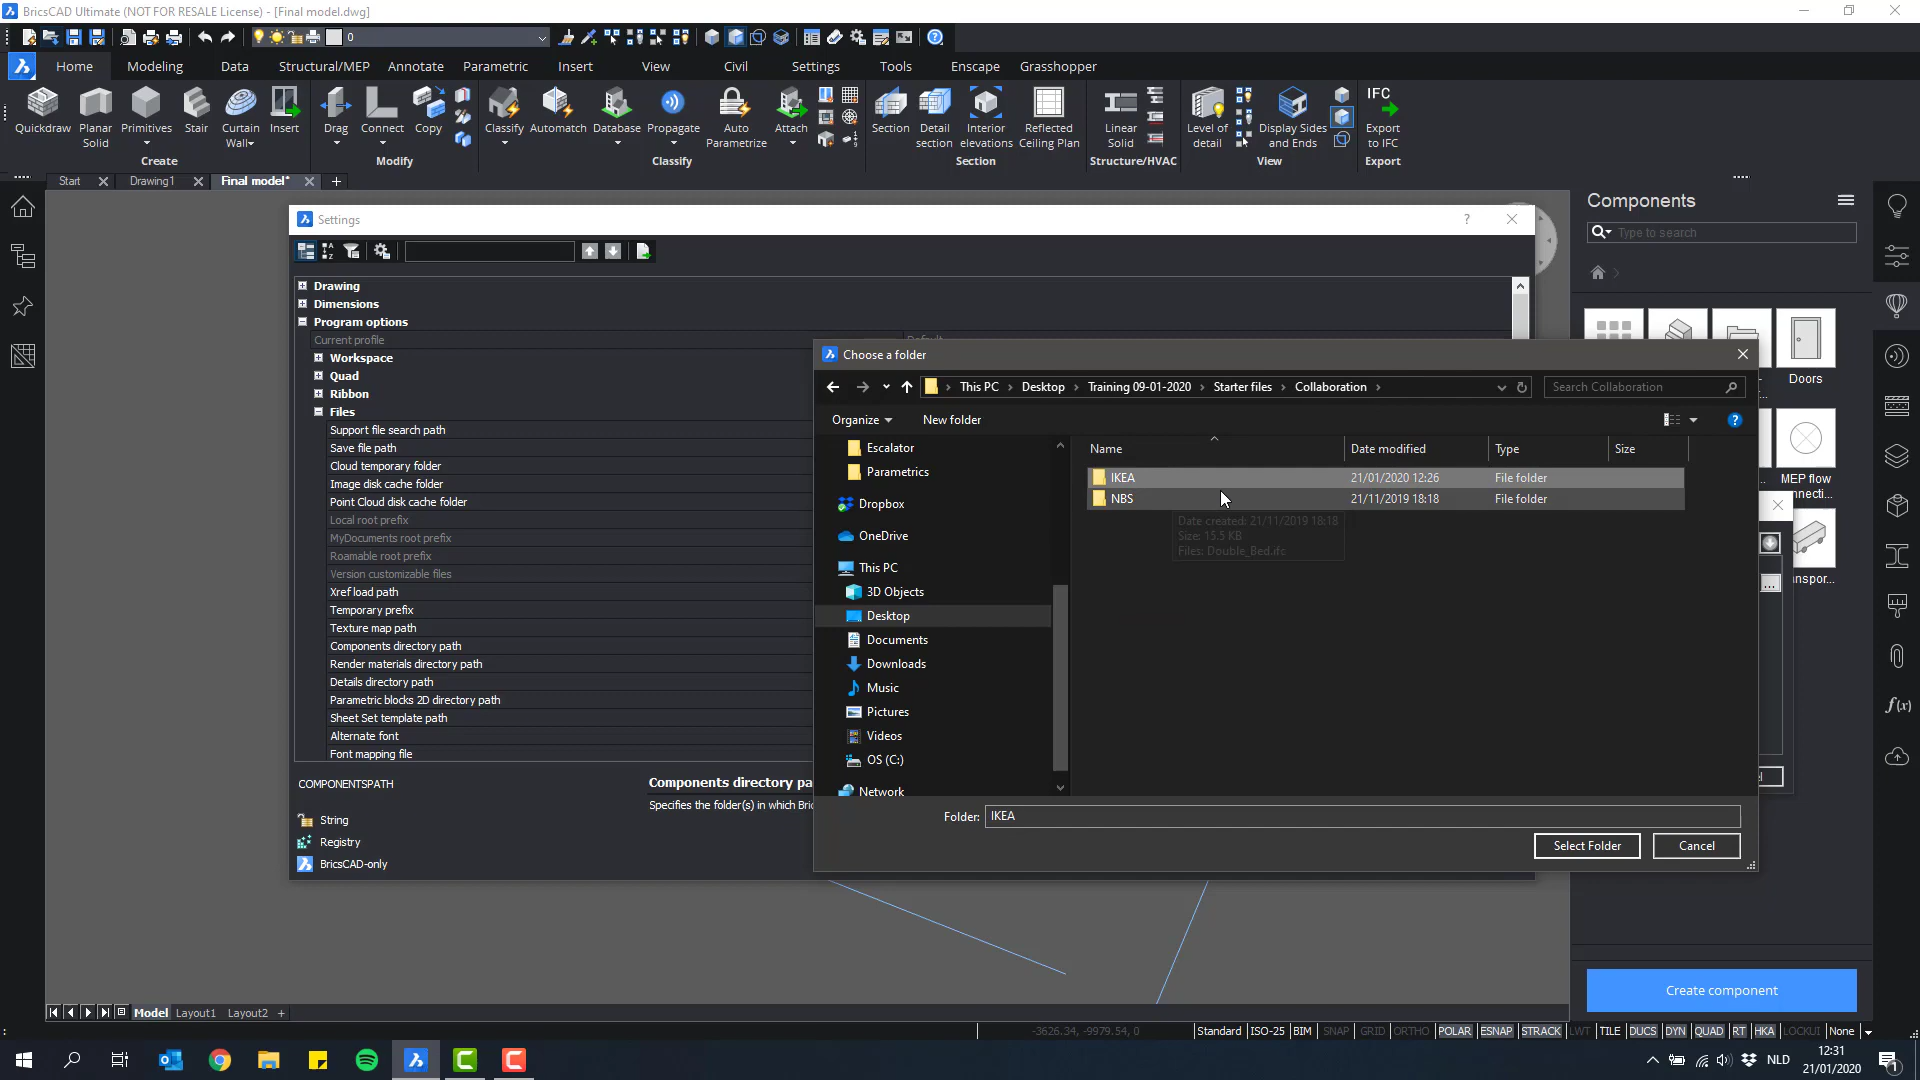 BricsCAD Ultimate (NOT FOR RESALE License) - [Final model.dwg]
0
Home Modeling Data Structural/MEP Annotate Parametric Insert View Civil Settings Tools Enscape Grasshopper
Quickdraw Planar Solid Primitives Stair Curtain Wall Insert Drag Connect Copy Classify Automatch Database Propagate Auto Parametrize Attach Section Detail section Interior elevations Reflected Ceiling Plan Linear Solid Level of detail Display Sides and Ends IFC Export to IFC
Create Modify Classify Section Structure/HVAC View Export
Start Drawing1 Final model* +
Components
Type to search
Doors
MEP flow
connecti...
Create component
Settings
?
Drawing
Dimensions
Program options
Current profile Default
Workspace
Quad
Ribbon
Files
Support file search path
Save file path
Cloud temporary folder
Image disk cache folder
Point Cloud disk cache folder
Local root prefix
MyDocuments root prefix
Roamable root prefix
Version customizable files
Xref load path
Temporary prefix
Texture map path
Components directory path
Render materials directory path
Details directory path
Parametric blocks 2D directory path
Sheet Set template path
Alternate font
Font mapping file
COMPONENTSPATH
Components directory pa
Specifies the folder(s) in which Bric
String
Registry
BricsCAD-only
Choose a folder
This PC Desktop Training 09-01-2020 Starter files Collaboration
Search Collaboration
Organize New folder
Escalator
Parametrics
Dropbox
OneDrive
This PC
3D Objects
Desktop
Documents
Downloads
Music
Pictures
Videos
OS (C:)
Network
Name Date modified Type Size
IKEA 21/01/2020 12:26 File folder
NBS 21/11/2019 18:18 File folder
Date created: 21/11/2019 18:18
Size: 15.5 KB
Files: Double_Bed.ifc
Folder: IKEA
Select Folder Cancel
Model Layout1 Layout2 +
-3626.34, -9979.54, 0 Standard ISO-25 BIM SNAP GRID ORTHO POLAR ESNAP STRACK LWT TILE DUCS DYN QUAD RT HKA LOCKUI None
NLD
12:31
21/01/2020